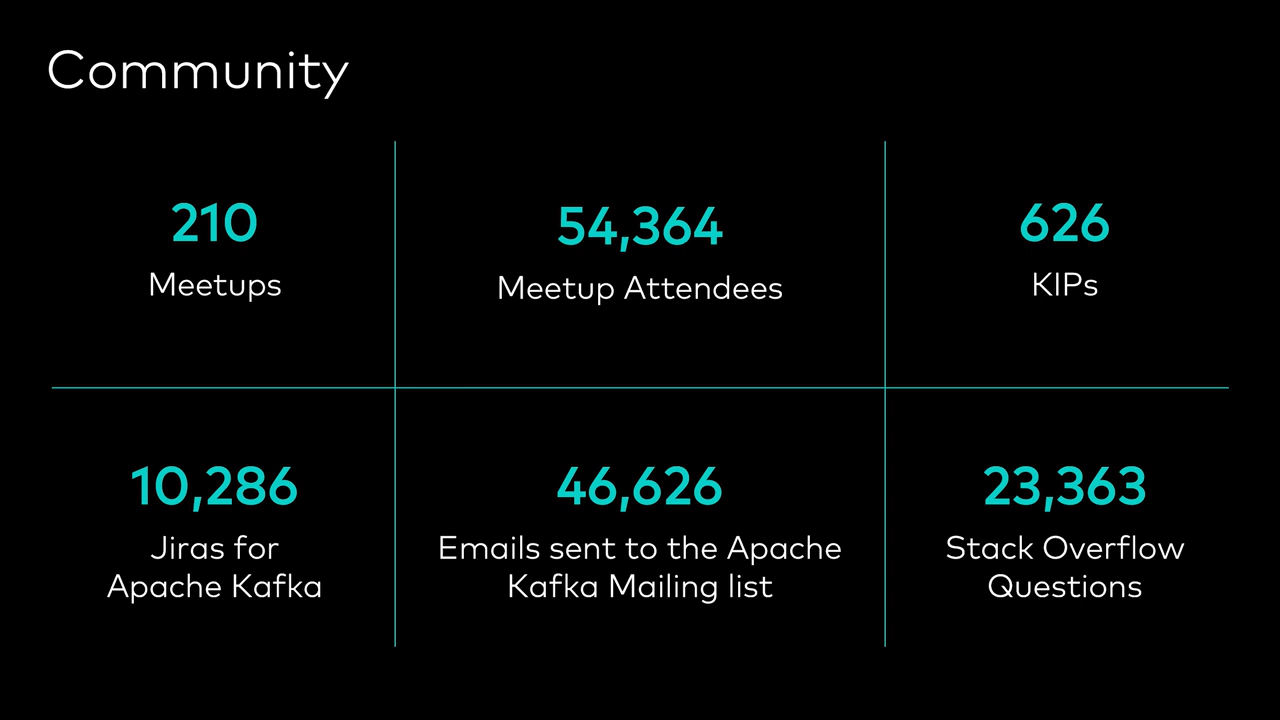 Community
210
Meetups
54,364
Meetup Attendees
626
KIPs
10,286
Jiras for
Apache Kafka
46,626
Emails sent to the Apache
Kafka Mailing list
23,363
Stack Overflow
Questions